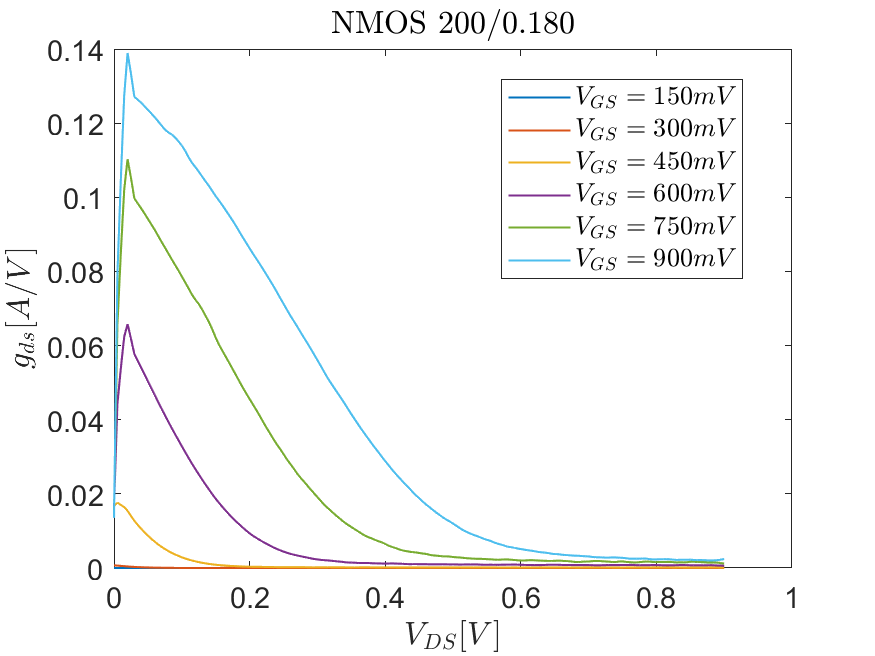 NMOS 200/0.180
0.14
0.12
0.1
0.08
0.06
0.04
0.02
0
g_{ds}[A/V]
V_{GS} = 150mV
V_{GS} = 300mV
V_{GS} = 450mV
V_{GS} = 600mV
V_{GS} = 750mV
V_{GS} = 900mV
0 0.2 0.4 0.6 0.8 1
V_{DS}[V]